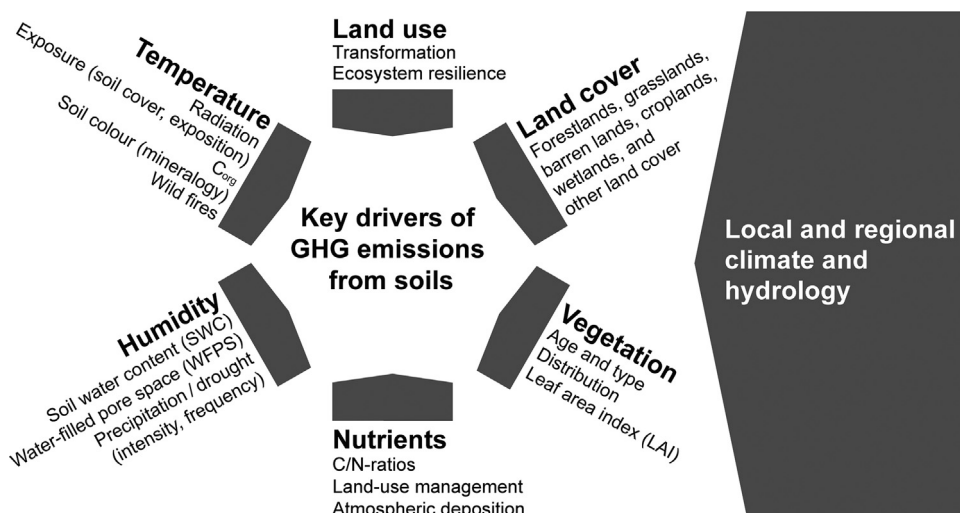 Land use
Transformation
Ecosystem resilience
Temperature
Radiation
Exposure (soil cover, exposition)
Corg
Soil colour (mineralogy)
Wild fires
Land cover
Forestlands, grasslands,
barren lands, croplands,
wetlands, and
other land cover
Key drivers of
GHG emissions
from soils
Local and regional
climate and
hydrology
Humidity
Soil water content (SWC)
Water-filled pore space (WFPS)
Precipitation / drought
(intensity, frequency)
Vegetation
Age and type
Distribution
Leaf area index (LAI)
Nutrients
C/N-ratios
Land-use management
Atmospheric deposition